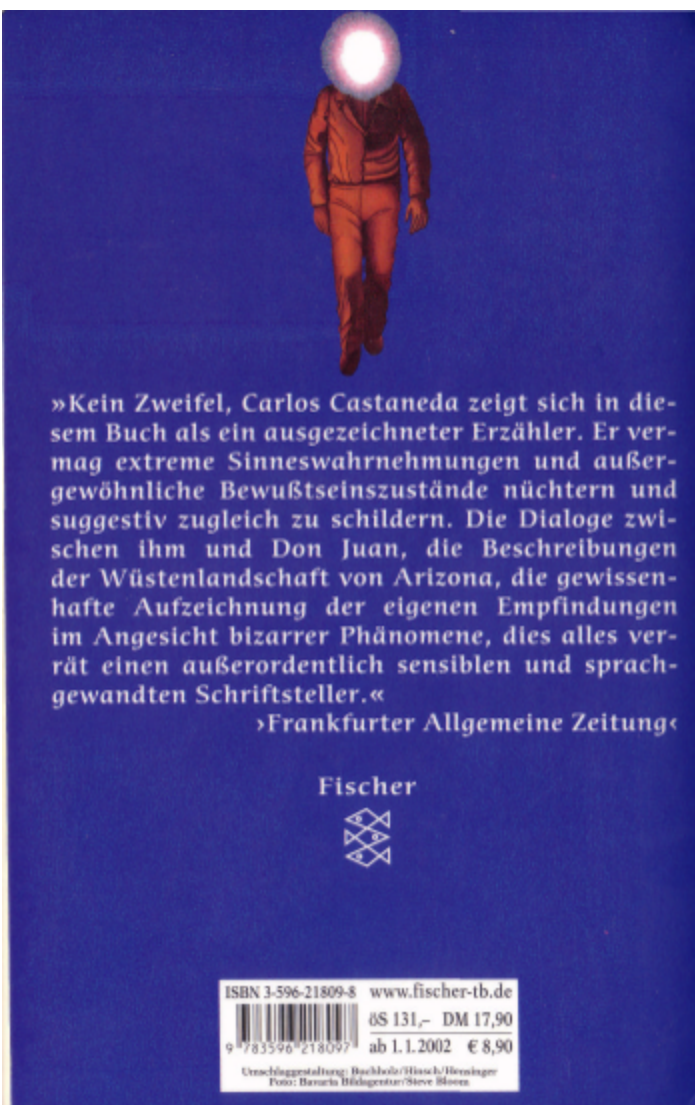 »Kein Zweifel, Carlos Castaneda zeigt sich in die-
sem Buch als ein ausgezeichneter Erzähler. Er ver-
mag extreme Sinneswahrnehmungen und außer-
gewöhnliche Bewußtseinszustände nüchtern und
suggestiv zugleich zu schildern. Die Dialoge zwi-
schen ihm und Don Juan, die Beschreibungen
der Wüstenlandschaft von Arizona, die gewissen-
hafte Aufzeichnung der eigenen Empfindungen
im Angesicht bizarrer Phänomene, dies alles ver-
rät einen außerordentlich sensiblen und sprach-
gewandten Schriftsteller.«
›Frankfurter Allgemeine Zeitung‹
Fischer
ISBN 3-596-21809-8
9 783596 218097
www.fischer-tb.de
öS 131,– DM 17,90
ab 1.1.2002 € 8,90
Umschlaggestaltung: Buchholz/Hinsch/Hensinger
Foto: Bavaria Bildagentur/Steve Bloom